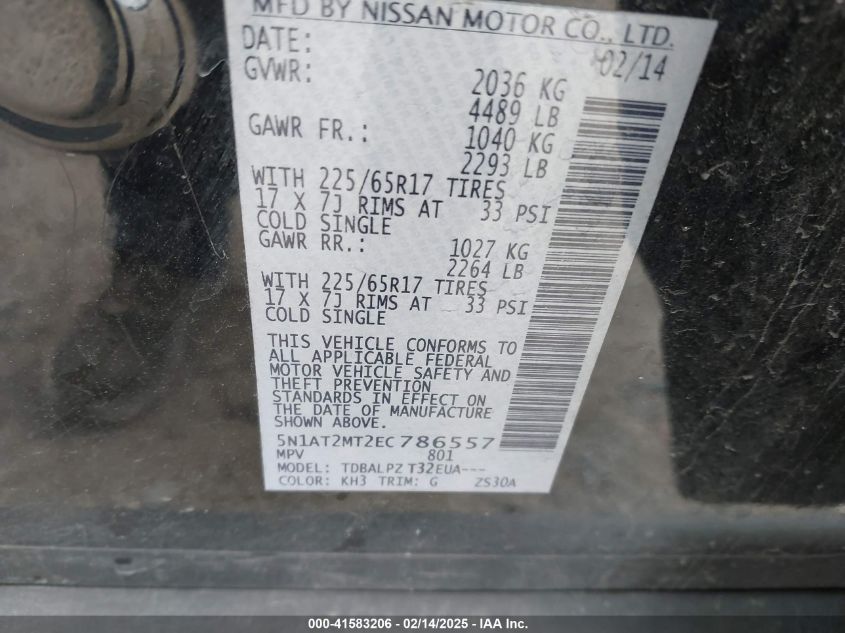 MFD BY NISSAN MOTOR CO., LTD.
DATE: 02/14
GVWR: 2036 KG
4489 LB
GAWR FR.: 1040 KG
2293 LB
WITH 225/65R17 TIRES
17 X 7J RIMS AT 33 PSI
COLD SINGLE
GAWR RR.: 1027 KG
2264 LB
WITH 225/65R17 TIRES
17 X 7J RIMS AT 33 PSI
COLD SINGLE
THIS VEHICLE CONFORMS TO
ALL APPLICABLE FEDERAL
MOTOR VEHICLE SAFETY AND
THEFT PREVENTION
STANDARDS IN EFFECT ON
THE DATE OF MANUFACTURE
SHOWN ABOVE.
5N1AT2MT2EC786557
MPV 801
MODEL: TDBALPZ T32EUA---
COLOR: KH3 TRIM: G ZS30A
000-41583206 - 02/14/2025 - IAA Inc.